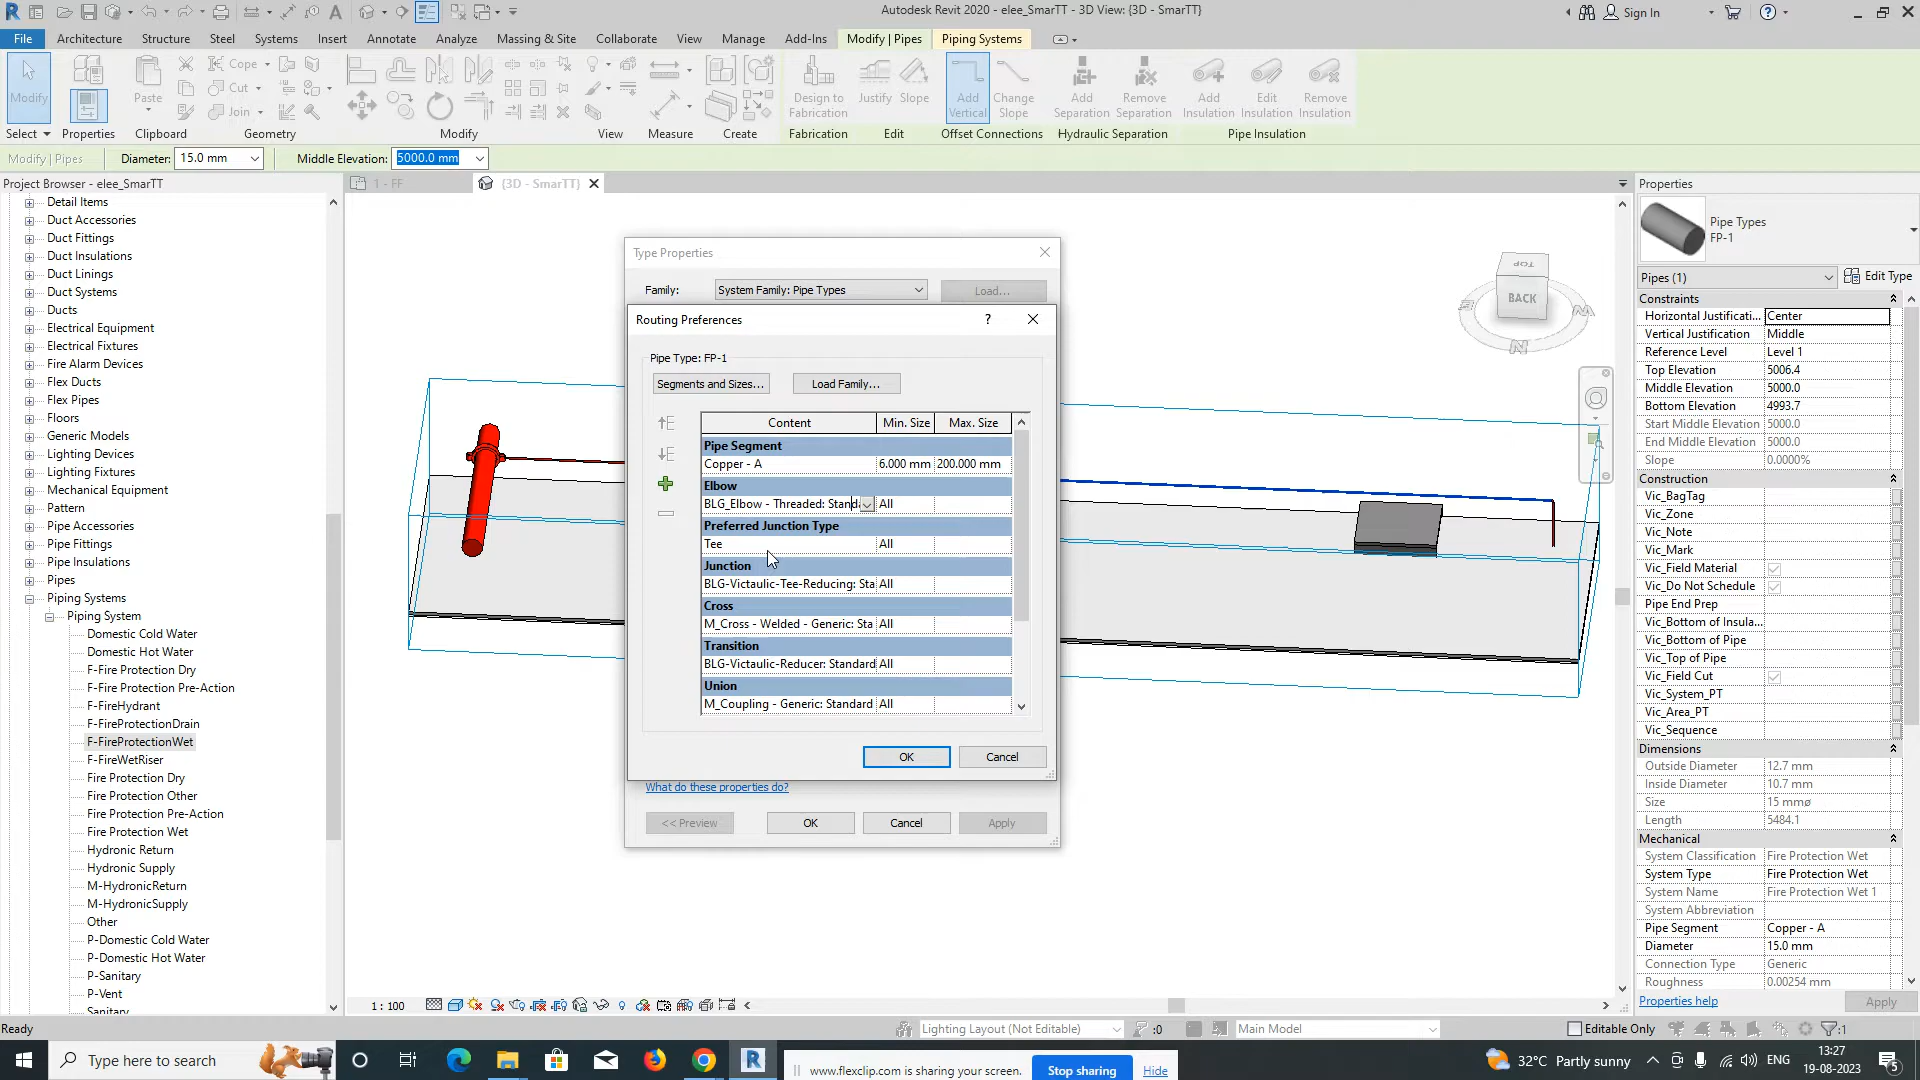 Autodesk Revit 2020 - elee_SmarTT - 3D View: {3D - SmarTT}
Sign In
File Architecture Structure Steel Systems Insert Annotate Analyze Massing & Site Collaborate View Manage Add-Ins Modify | Pipes Piping Systems
Modify
Paste
Cope
Cut
Join
Design to
Fabrication
Justify
Slope
Add
Vertical
Change
Slope
Add
Separation
Remove
Separation
Add
Insulation
Edit
Insulation
Remove
Insulation
Select Properties Clipboard Geometry Modify View Measure Create Fabrication Edit Offset Connections Hydraulic Separation Pipe Insulation
Modify | Pipes Diameter: 15.0 mm Middle Elevation: 5000.0 mm
Project Browser - elee_SmarTT
Detail Items
Duct Accessories
Duct Fittings
Duct Insulations
Duct Linings
Duct Systems
Ducts
Electrical Equipment
Electrical Fixtures
Fire Alarm Devices
Flex Ducts
Flex Pipes
Floors
Generic Models
Lighting Devices
Lighting Fixtures
Mechanical Equipment
Pattern
Pipe Accessories
Pipe Fittings
Pipe Insulations
Pipes
Piping Systems
Piping System
Domestic Cold Water
Domestic Hot Water
F-Fire Protection Dry
F-Fire Protection Pre-Action
F-FireHydrant
F-FireProtectionDrain
F-FireProtectionWet
F-FireWetRiser
Fire Protection Dry
Fire Protection Other
Fire Protection Pre-Action
Fire Protection Wet
Hydronic Return
Hydronic Supply
M-HydronicReturn
M-HydronicSupply
Other
P-Domestic Cold Water
P-Domestic Hot Water
P-Sanitary
P-Vent
Sanitary
1 - FF
{3D - SmarTT}
TOP
BACK
Type Properties
Family: System Family: Pipe Types Load...
Routing Preferences
?
Pipe Type: FP-1
Segments and Sizes... Load Family...
Content Min. Size Max. Size
Pipe Segment
Copper - A 6.000 mm 200.000 mm
Elbow
BLG_Elbow - Threaded: Standa All
Preferred Junction Type
Tee All
Junction
BLG-Victaulic-Tee-Reducing: Sta All
Cross
M_Cross - Welded - Generic: Sta All
Transition
BLG-Victaulic-Reducer: Standard All
Union
M_Coupling - Generic: Standard All
OK Cancel
What do these properties do?
<< Preview OK Cancel Apply
Properties
Pipe Types
FP-1
Pipes (1) Edit Type
Constraints
Horizontal Justificati... Center
Vertical Justification Middle
Reference Level Level 1
Top Elevation 5006.4
Middle Elevation 5000.0
Bottom Elevation 4993.7
Start Middle Elevation 5000.0
End Middle Elevation 5000.0
Slope 0.0000%
Construction
Vic_BagTag
Vic_Zone
Vic_Note
Vic_Mark
Vic_Field Material
Vic_Do Not Schedule
Pipe End Prep
Vic_Bottom of Insula...
Vic_Bottom of Pipe
Vic_Top of Pipe
Vic_Field Cut
Vic_System_PT
Vic_Area_PT
Vic_Sequence
Dimensions
Outside Diameter 12.7 mm
Inside Diameter 10.7 mm
Size 15 mmø
Length 5484.1
Mechanical
System Classification Fire Protection Wet
System Type Fire Protection Wet
System Name Fire Protection Wet 1
System Abbreviation
Pipe Segment Copper - A
Diameter 15.0 mm
Connection Type Generic
Roughness 0.00254 mm
Properties help Apply
1 : 100
Ready
Lighting Layout (Not Editable) :0 Main Model Editable Only :1
Type here to search
www.flexclip.com is sharing your screen. Stop sharing Hide
32°C Partly sunny
ENG
13:27
19-08-2023
5